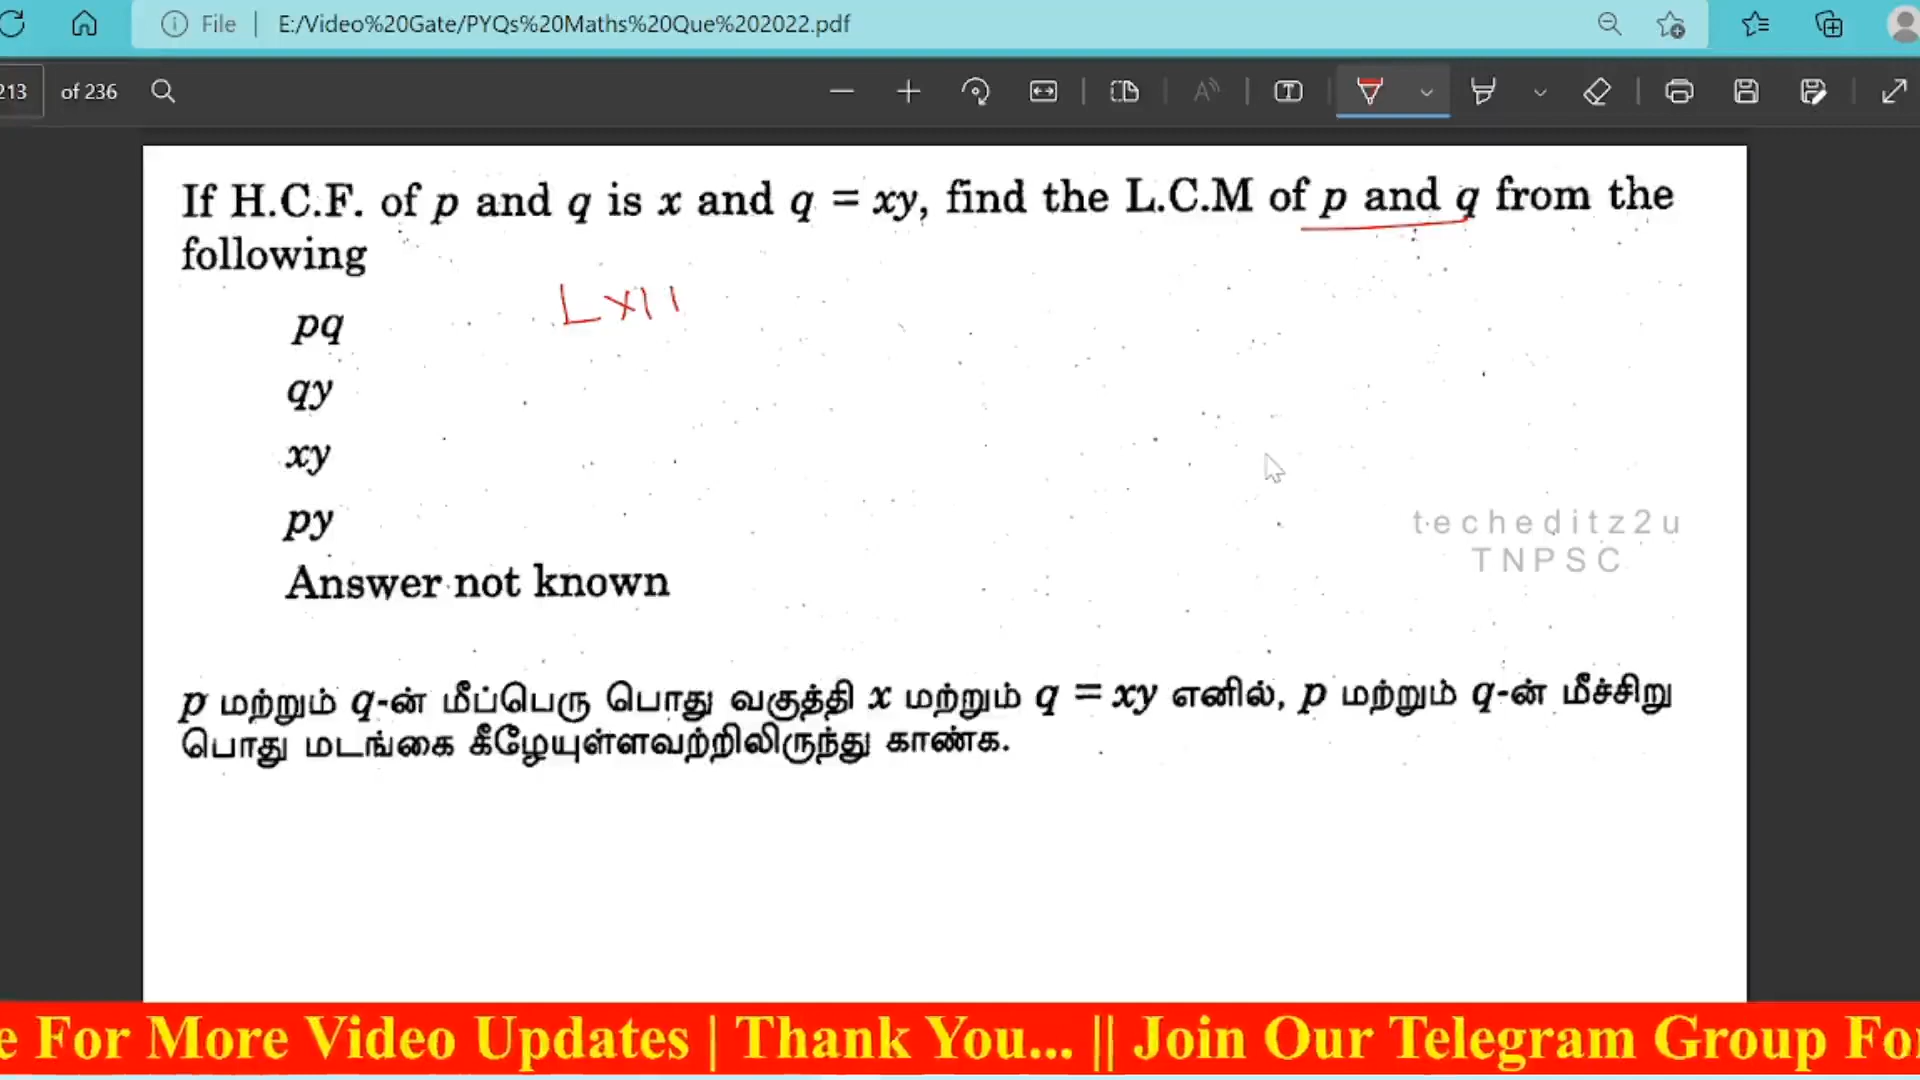 File | E:/Video%20Gate/PYQs%20Maths%20Que%202022.pdf
213 of 236
If H.C.F. of p and q is x and q = xy, find the L.C.M of p and q from the
following
L×H
pq
qy
xy
py
Answer not known
techeditz2u
TNPSC
p மற்றும் q-ன் மீப்பெரு பொது வகுத்தி x மற்றும் q = xy எனில், p மற்றும் q-ன் மீச்சிறு
பொது மடங்கை கீழேயுள்ளவற்றிலிருந்து காண்க.
e For More Video Updates | Thank You... || Join Our Telegram Group Fo